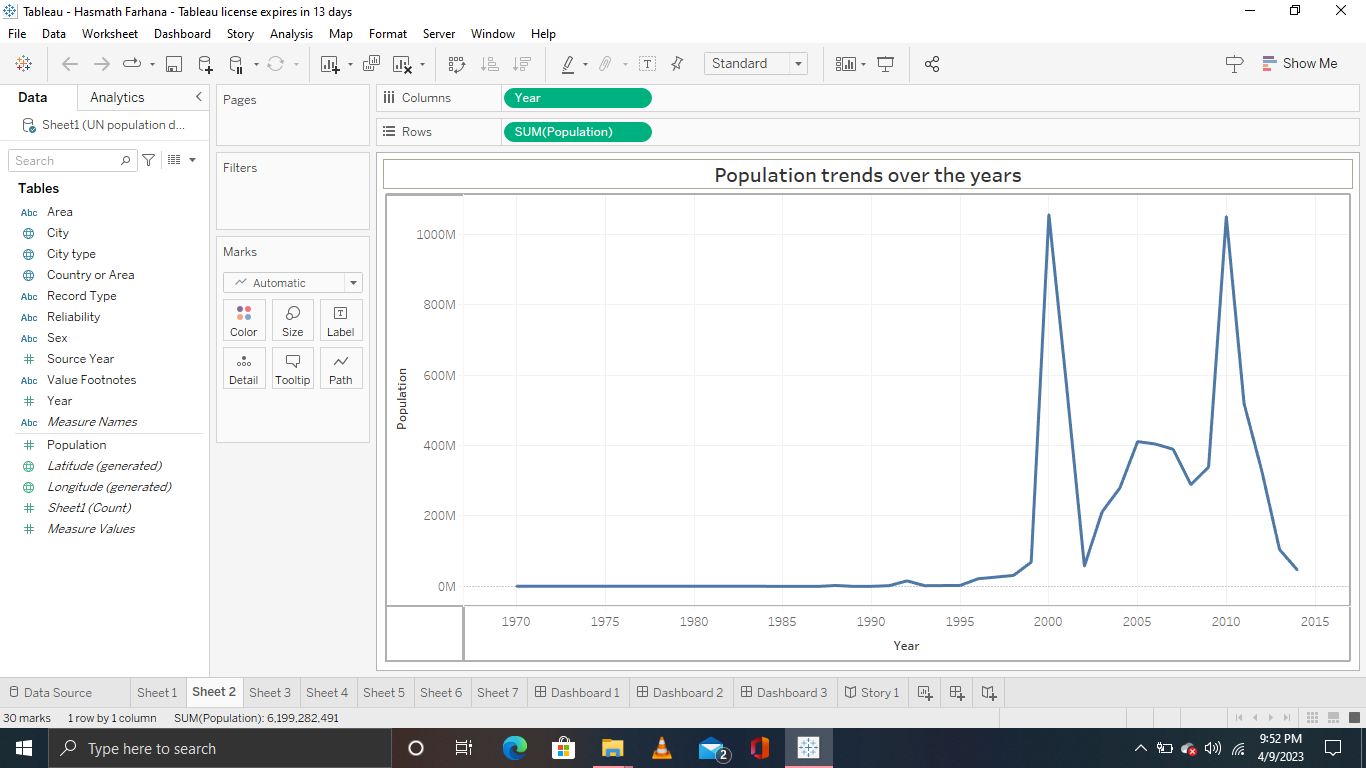 Tableau - Hasmath Farhana - Tableau license expires in 13 days
File Data Worksheet Dashboard Story Analysis Map Format Server Window Help
Standard
Show Me
Data Analytics
Sheet1 (UN population d...
Search
Tables
Abc Area
City
City type
Country or Area
Abc Record Type
Abc Reliability
Abc Sex
Source Year
Abc Value Footnotes
Year
Abc Measure Names
Population
Latitude (generated)
Longitude (generated)
Sheet1 (Count)
Measure Values
Pages
Filters
Marks
Automatic
Color Size Label
Detail Tooltip Path
Columns Year
Rows SUM(Population)
Population trends over the years
1000M
800M
600M
400M
200M
0M
Population
1970 1975 1980 1985 1990 1995 2000 2005 2010 2015
Year
Data Source Sheet 1 Sheet 2 Sheet 3 Sheet 4 Sheet 5 Sheet 6 Sheet 7 Dashboard 1 Dashboard 2 Dashboard 3 Story 1
30 marks 1 row by 1 column SUM(Population): 6,199,282,491
Type here to search
2
9:52 PM
4/9/2023